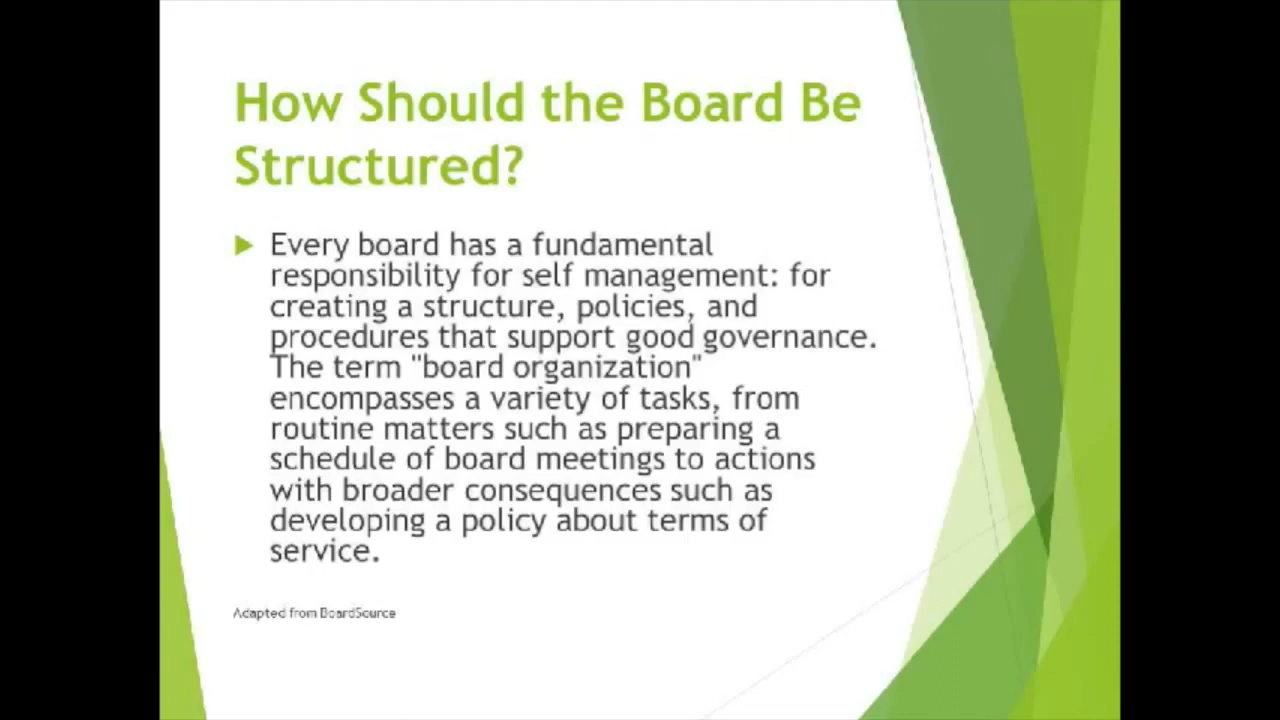 How Should the Board Be
Structured?
Every board has a fundamental
responsibility for self management: for
creating a structure, policies, and
procedures that support good governance.
The term "board organization"
encompasses a variety of tasks, from
routine matters such as preparing a
schedule of board meetings to actions
with broader consequences such as
developing a policy about terms of
service.
Adapted from BoardSource